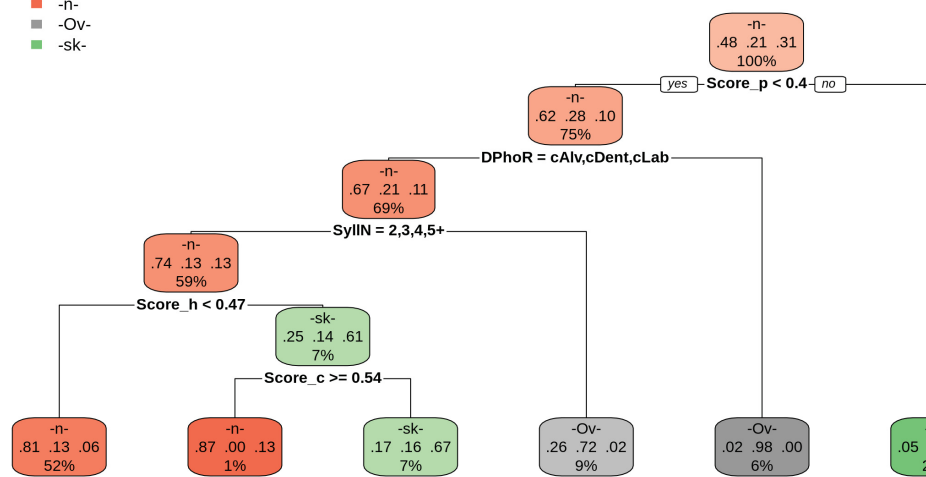 -n-
-Ov-
-sk-
-n-
.48 .21 .31
100%
yes Score_p < 0.4 no
-n-
.62 .28 .10
75%
DPhoR = cAlv,cDent,cLab
-n-
.67 .21 .11
69%
SyllN = 2,3,4,5+
-n-
.74 .13 .13
59%
Score_h < 0.47
-sk-
.25 .14 .61
7%
Score_c >= 0.54
-n-
.81 .13 .06
52%
-n-
.87 .00 .13
1%
-sk-
.17 .16 .67
7%
-Ov-
.26 .72 .02
9%
-Ov-
.02 .98 .00
6%
.05